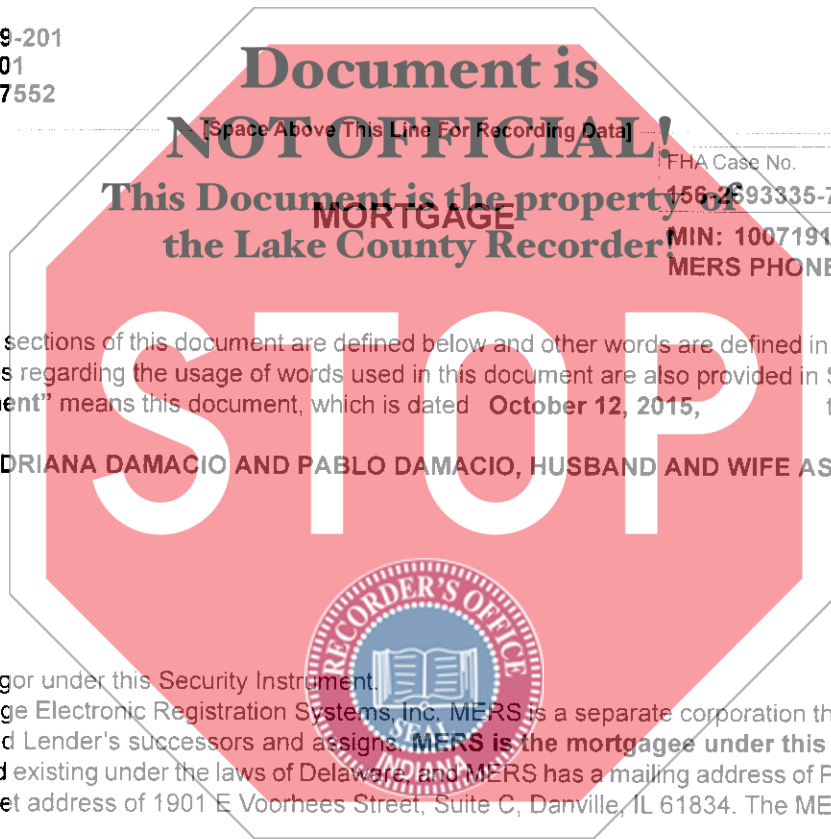 9-201
01
7552
Document is
[Space Above This Line For Recording Data]
NOT OFFICIAL!
FHA Case No.
This Document is the property of
156-2693335-7
MORTGAGE
the Lake County Recorder!
MIN: 1007191
MERS PHONE
sections of this document are defined below and other words are defined in
s regarding the usage of words used in this document are also provided in S
ent" means this document, which is dated October 12, 2015,
DRIANA DAMACIO AND PABLO DAMACIO, HUSBAND AND WIFE AS
STOP
RECORDER'S OFFICE
gor under this Security Instrument.
ge Electronic Registration Systems, Inc. MERS is a separate corporation th
d Lender's successors and assigns. MERS is the mortgagee under this
SEAL
d existing under the laws of Delaware, and MERS has a mailing address of P
INDIANA
et address of 1901 E Voorhees Street, Suite C, Danville, IL 61834. The ME